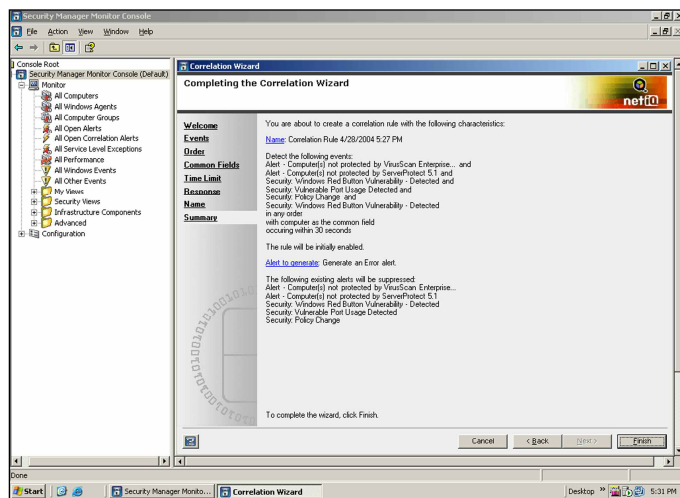 Security Manager Monitor Console
File Action View Window Help
Console Root
Security Manager Monitor Console (Default)
Monitor
All Computers
All Windows Agents
All Computer Groups
All Open Alerts
All Open Correlation Alerts
All Service Level Exceptions
All Performance
All Windows Events
All Other Events
My Views
Security Views
Infrastructure Components
Advanced
Configuration
Correlation Wizard
Completing the Correlation Wizard
netiQ
Welcome
Events
Order
Common Fields
Time Limit
Response
Name
Summary
You are about to create a correlation rule with the following characteristics:
Name: Correlation Rule 4/28/2004 5:27 PM
Detect the following events:
Alert - Computer(s) not protected by VirusScan Enterprise... and
Alert - Computer(s) not protected by ServerProtect 5.1 and
Security: Windows Red Button Vulnerability - Detected and
Security: Vulnerable Port Usage Detected and
Security: Policy Change and
Security: Windows Red Button Vulnerability - Detected
in any order
with computer as the common field
occuring within 30 seconds
The rule will be initially enabled.
Alert to generate: Generate an Error alert.
The following existing alerts will be suppressed:
Alert - Computer(s) not protected by VirusScan Enterprise...
Alert - Computer(s) not protected by ServerProtect 5.1
Security: Windows Red Button Vulnerability - Detected
Security: Vulnerable Port Usage Detected
Security: Policy Change
To complete the wizard, click Finish.
Cancel < Back Next > Finish
Done
Start Security Manager Monito... Correlation Wizard Desktop » 5:31 PM